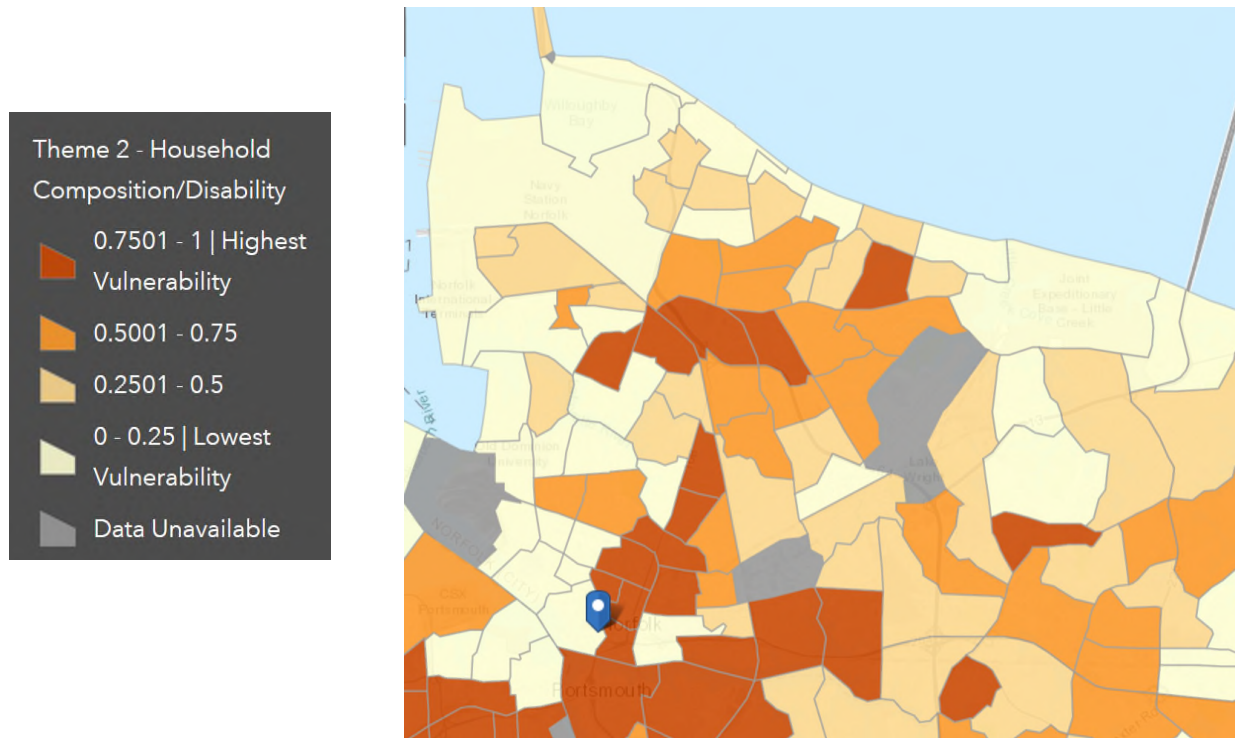 Theme 2 - Household
Composition/Disability
0.7501 - 1 | Highest
Vulnerability
0.5001 - 0.75
0.2501 - 0.5
0 - 0.25 | Lowest
Vulnerability
Data Unavailable
Willoughby
Bay
Navy
Station
Norfolk
Norfolk
International
Terminals
Joint
Expeditionary
Base - Little
Creek
Old Dominion
University
Lake
CSX
Portsmouth
Norfolk
Portsmouth